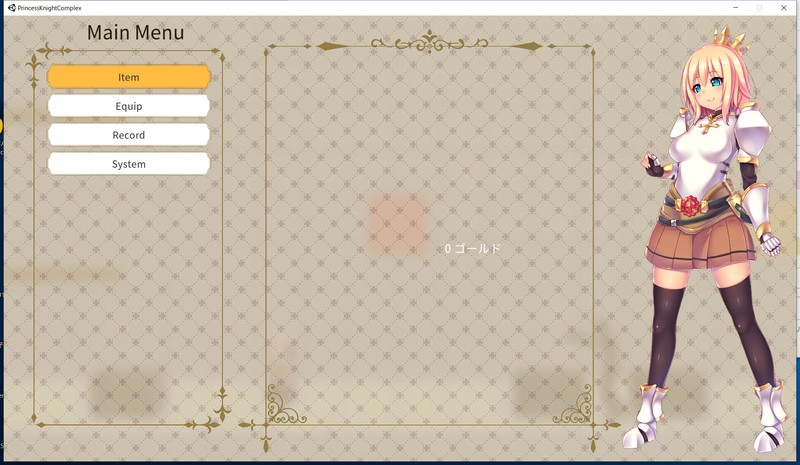 PrincessKnightComplex
Main Menu
Item
Equip
Record
System
0 ゴールド